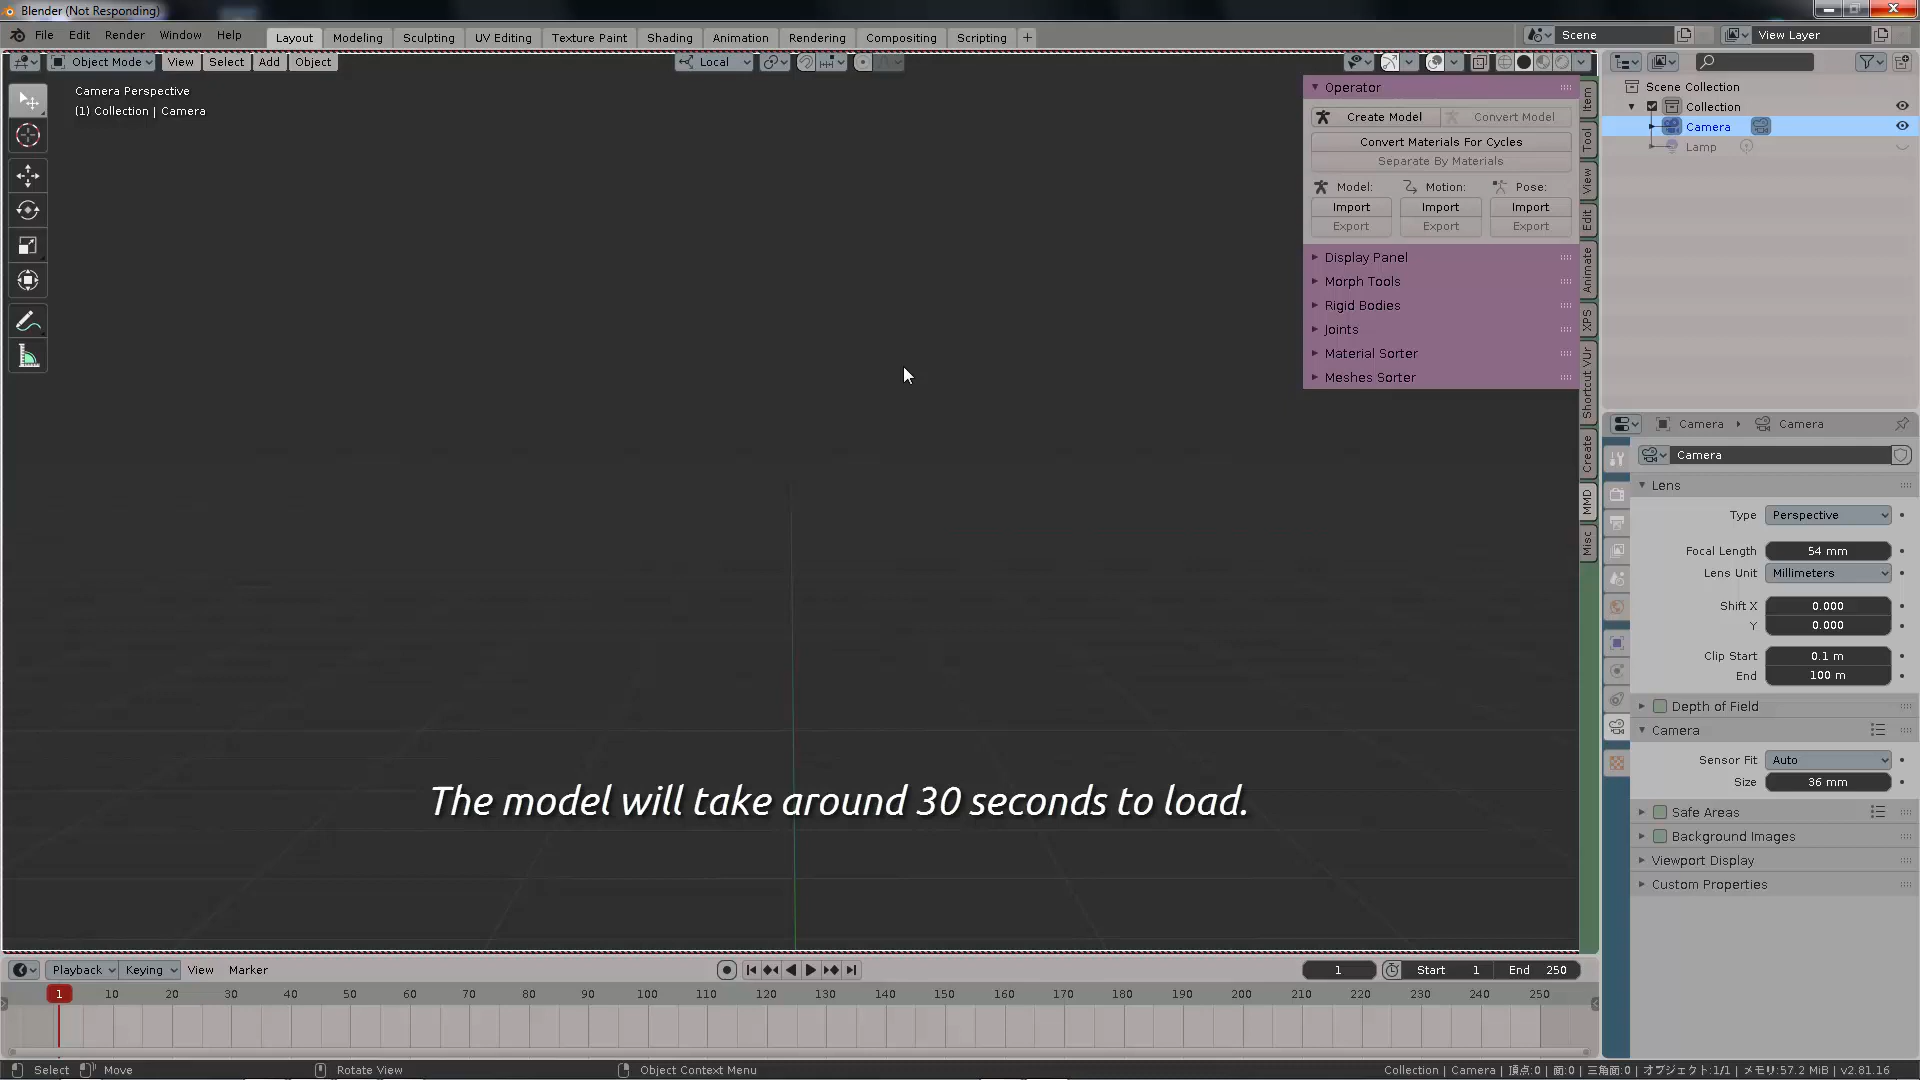 Blender (Not Responding)
File Edit Render Window Help Layout Modeling Sculpting UV Editing Texture Paint Shading Animation Rendering Compositing Scripting + Scene View Layer
Object Mode View Select Add Object Local
Camera Perspective
(1) Collection | Camera
Operator
Create Model Convert Model
Convert Materials For Cycles
Separate By Materials
Model: Motion: Pose:
Import Import Import
Export Export Export
Display Panel
Morph Tools
Rigid Bodies
Joints
Material Sorter
Meshes Sorter
Item
Tool
View
Edit
Animate
XPS
Shortcut VUr
Create
MMD
Misc
Scene Collection
Collection
Camera
Lamp
Camera Camera
Camera
Lens
Type Perspective
Focal Length 54 mm
Lens Unit Millimeters
Shift X 0.000
Y 0.000
Clip Start 0.1 m
End 100 m
Depth of Field
Camera
Sensor Fit Auto
Size 36 mm
Safe Areas
Background Images
Viewport Display
Custom Properties
The model will take around 30 seconds to load.
Playback Keying View Marker 1 Start 1 End 250
1 10 20 30 40 50 60 70 80 90 100 110 120 130 140 150 160 170 180 190 200 210 220 230 240 250
Select Move Rotate View Object Context Menu Collection | Camera | 頂点:0 | 面:0 | 三角面:0 | オブジェクト:1/1 | メモリ:57.2 MiB | v2.81.16